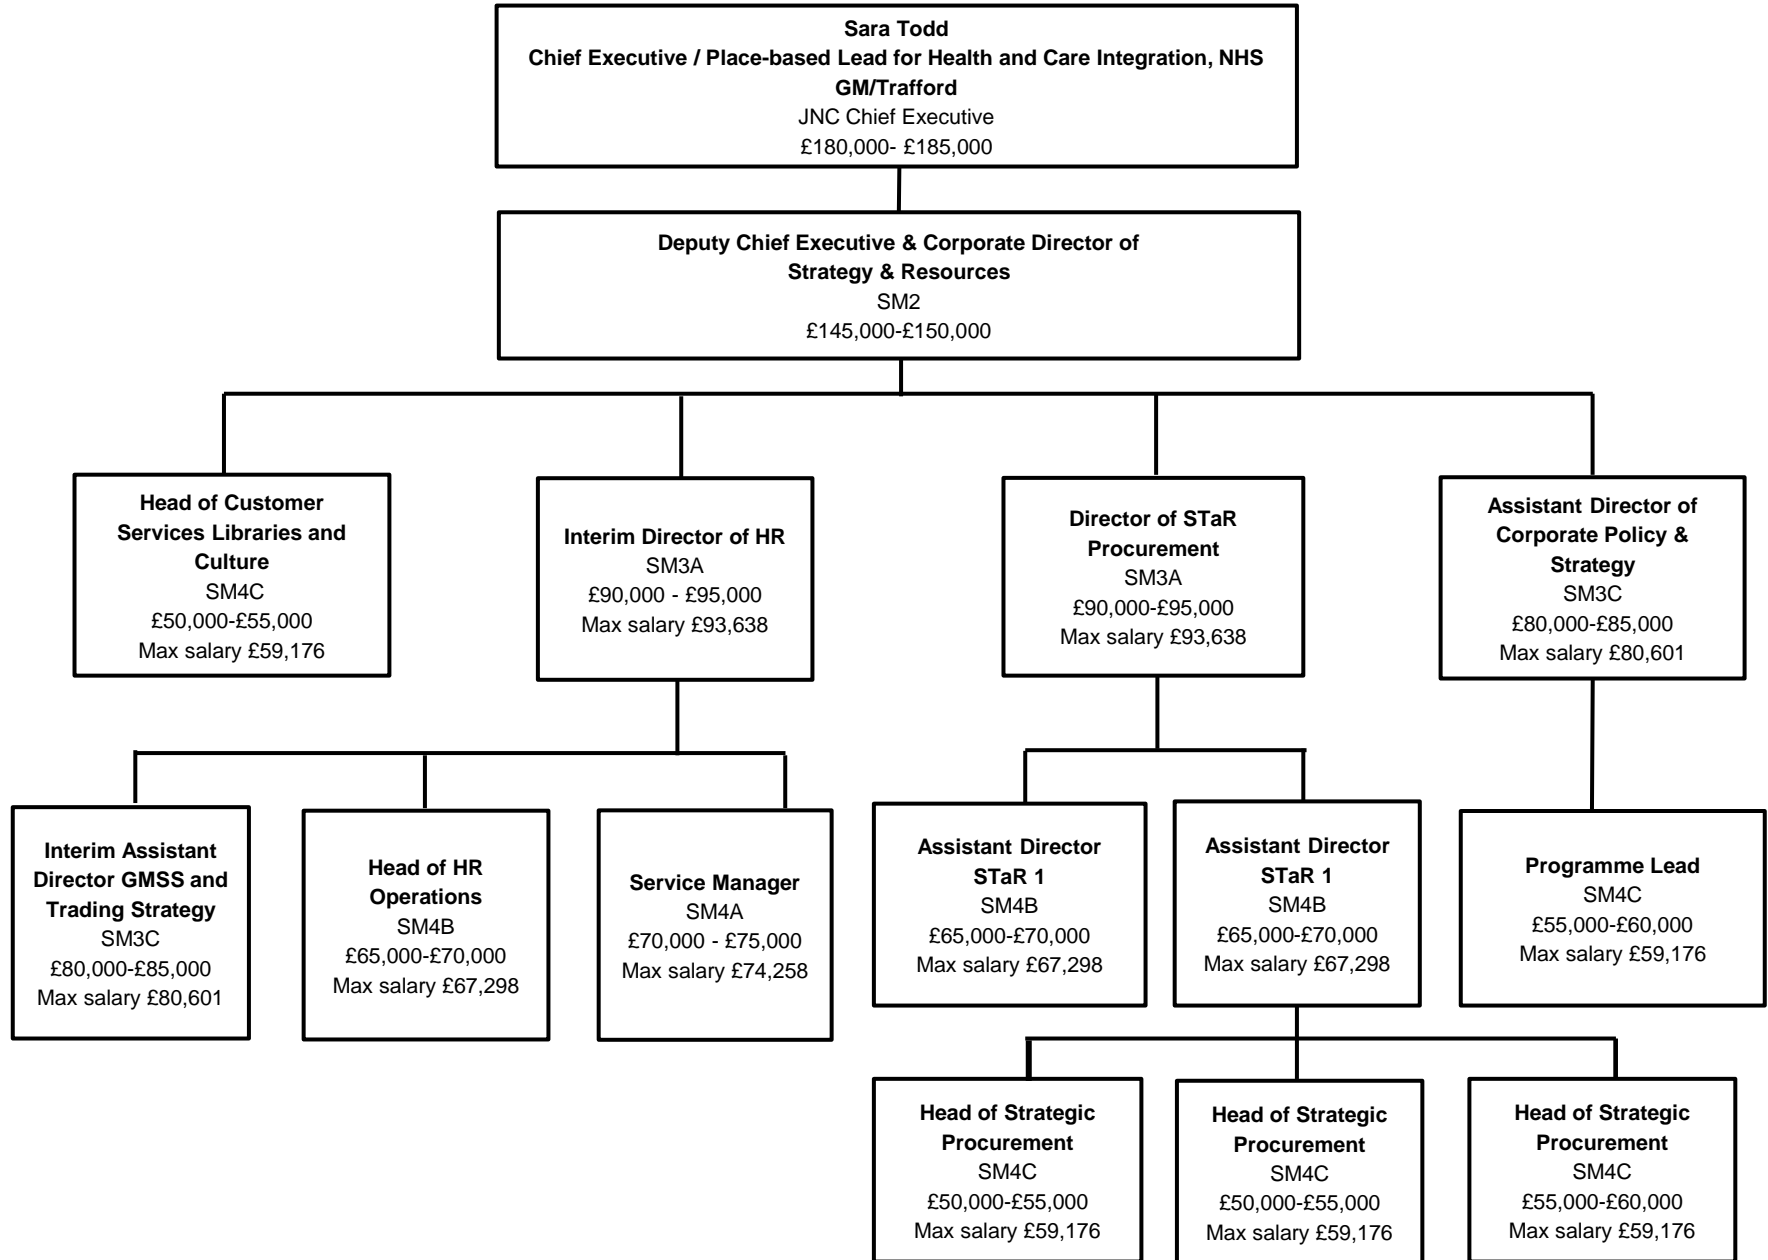 Sara Todd
Chief Executive / Place-based Lead for Health and Care Integration, NHS
GM/Trafford
JNC Chief Executive
£180,000- £185,000
Deputy Chief Executive & Corporate Director of
Strategy & Resources
SM2
£145,000-£150,000
Head of Customer
Services Libraries and
Culture
SM4C
£50,000-£55,000
Max salary £59,176
Interim Director of HR
SM3A
£90,000 - £95,000
Max salary £93,638
Director of STaR
Procurement
SM3A
£90,000-£95,000
Max salary £93,638
Assistant Director of
Corporate Policy &
Strategy
SM3C
£80,000-£85,000
Max salary £80,601
Interim Assistant
Director GMSS and
Trading Strategy
SM3C
£80,000-£85,000
Max salary £80,601
Head of HR
Operations
SM4B
£65,000-£70,000
Max salary £67,298
Service Manager
SM4A
£70,000 - £75,000
Max salary £74,258
Assistant Director
STaR 1
SM4B
£65,000-£70,000
Max salary £67,298
Assistant Director
STaR 1
SM4B
£65,000-£70,000
Max salary £67,298
Programme Lead
SM4C
£55,000-£60,000
Max salary £59,176
Head of Strategic
Procurement
SM4C
£50,000-£55,000
Max salary £59,176
Head of Strategic
Procurement
SM4C
£50,000-£55,000
Max salary £59,176
Head of Strategic
Procurement
SM4C
£55,000-£60,000
Max salary £59,176